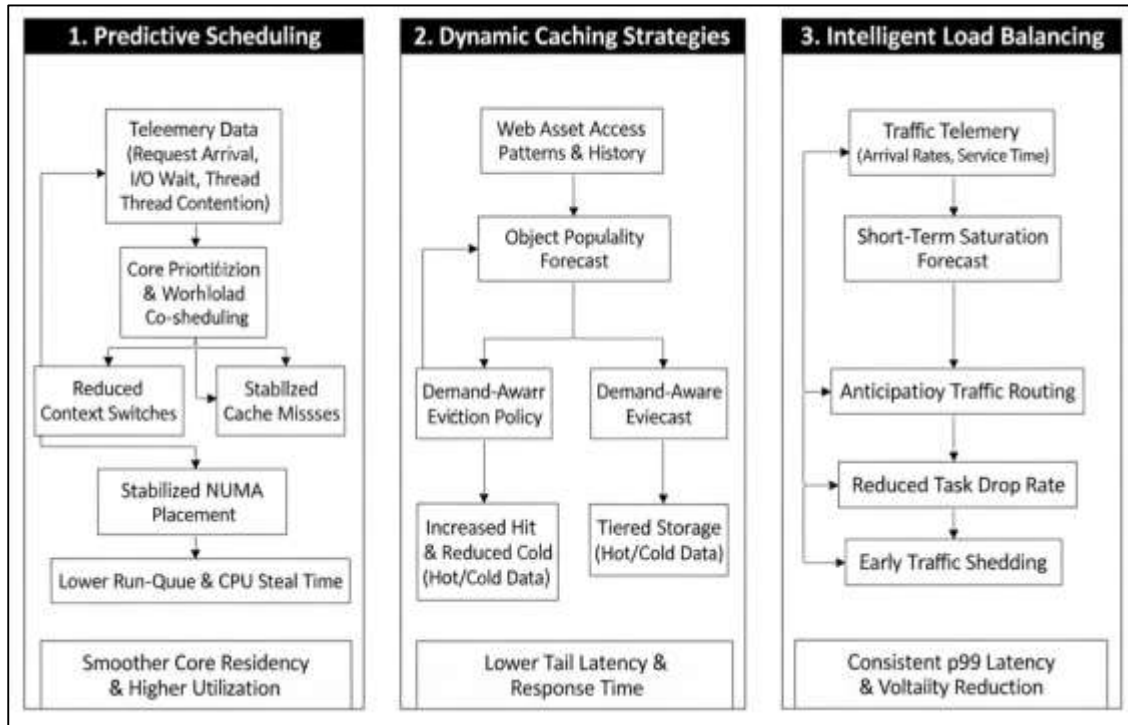 1. Predictive Scheduling
Teleemery Data
(Request Arrival,
I/O Wait, Thread
Thread Contention)
Core Prioritibizion
& Worhlolad
Co-sheduling
Reduced
Context Switches
Stabilzed
Cache Missses
Stabilized NUMA
Placement
Lower Run-Quue & CPU Steal Time
Smoother Core Residency
& Higher Utilization
2. Dynamic Caching Strategies
Web Asset Access
Patterns & History
Object Populality
Forecast
Demand-Awarr
Eviction Policy
Demand-Aware
Eviecast
Increased Hit
& Reduced Cold
(Hot/Cold Data)
Tiered Storage
(Hot/Cold Data)
Lower Tail Latency &
Response Time
3. Intelligent Load Balancing
Traffic Telemery
(Arrival Rates, Service Time)
Short-Term Saturation
Forecast
Anticipatioy Traffic Routing
Reduced Task Drop Rate
Early Traffic Shedding
Consistent p99 Latency
& Voltaility Reduction